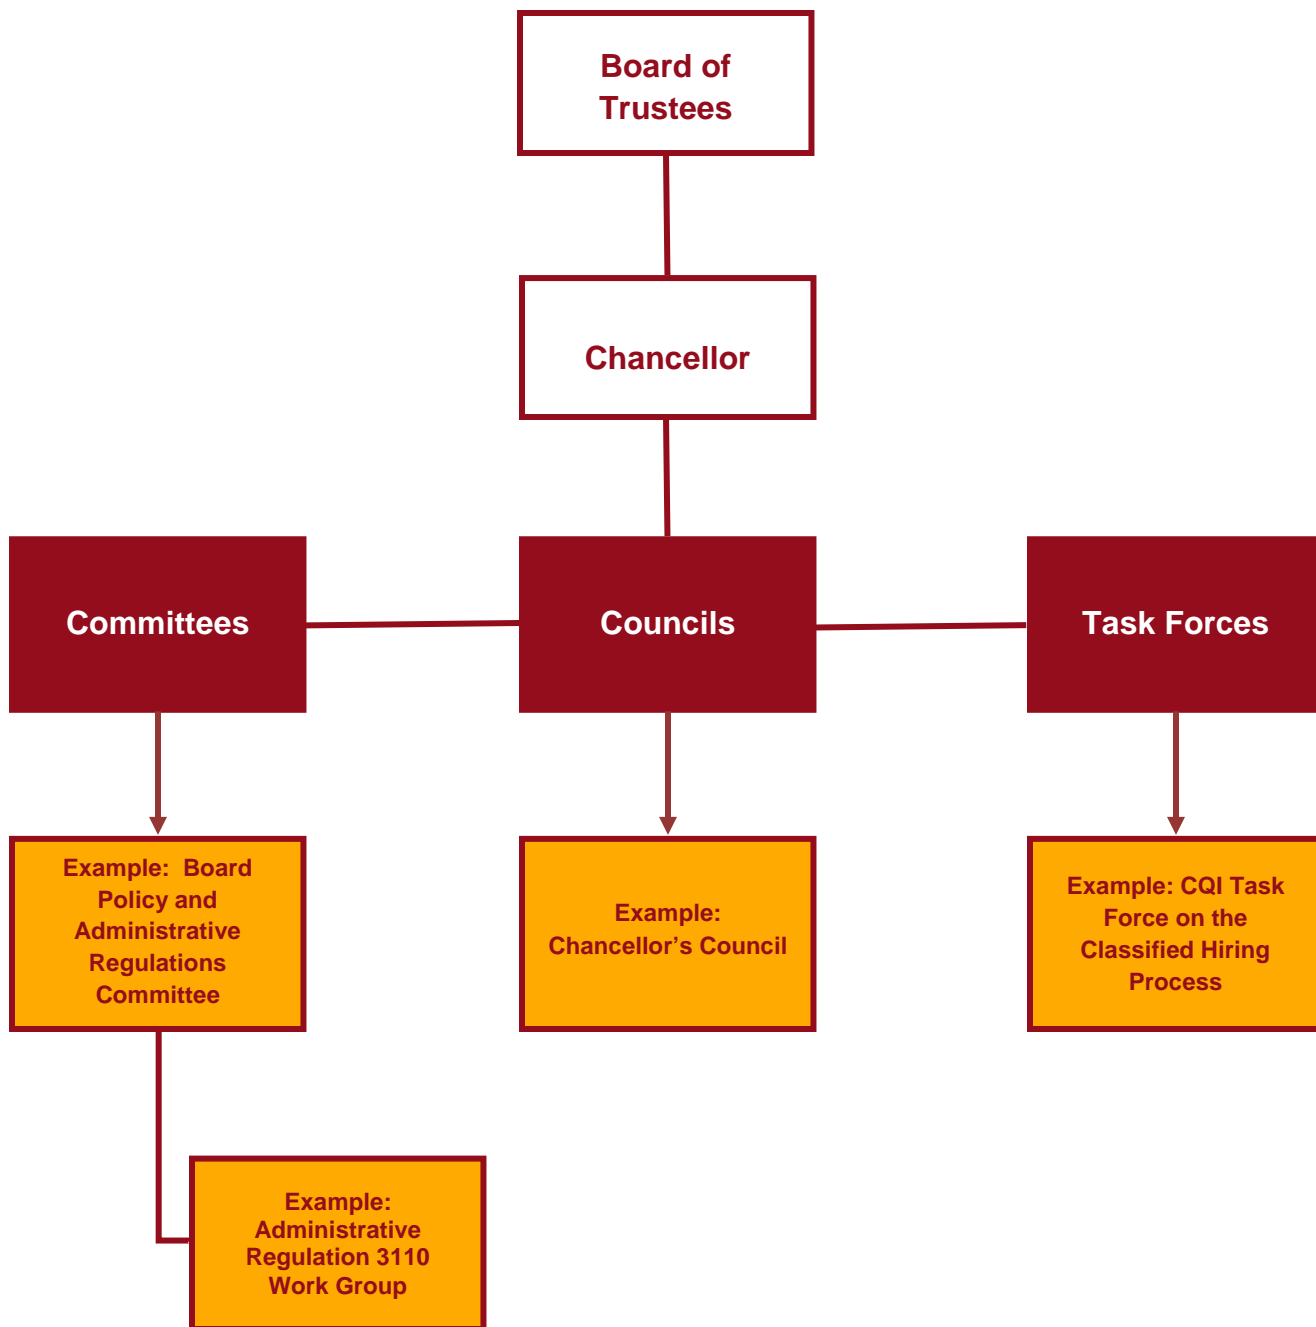 Board of
Trustees
Chancellor
Committees
Councils
Task Forces
Example:  Board
Policy and
Administrative
Regulations
Committee
Example:
Chancellor’s Council
Example: CQI Task
Force on the
Classified Hiring
Process
Example:
Administrative
Regulation 3110
Work Group